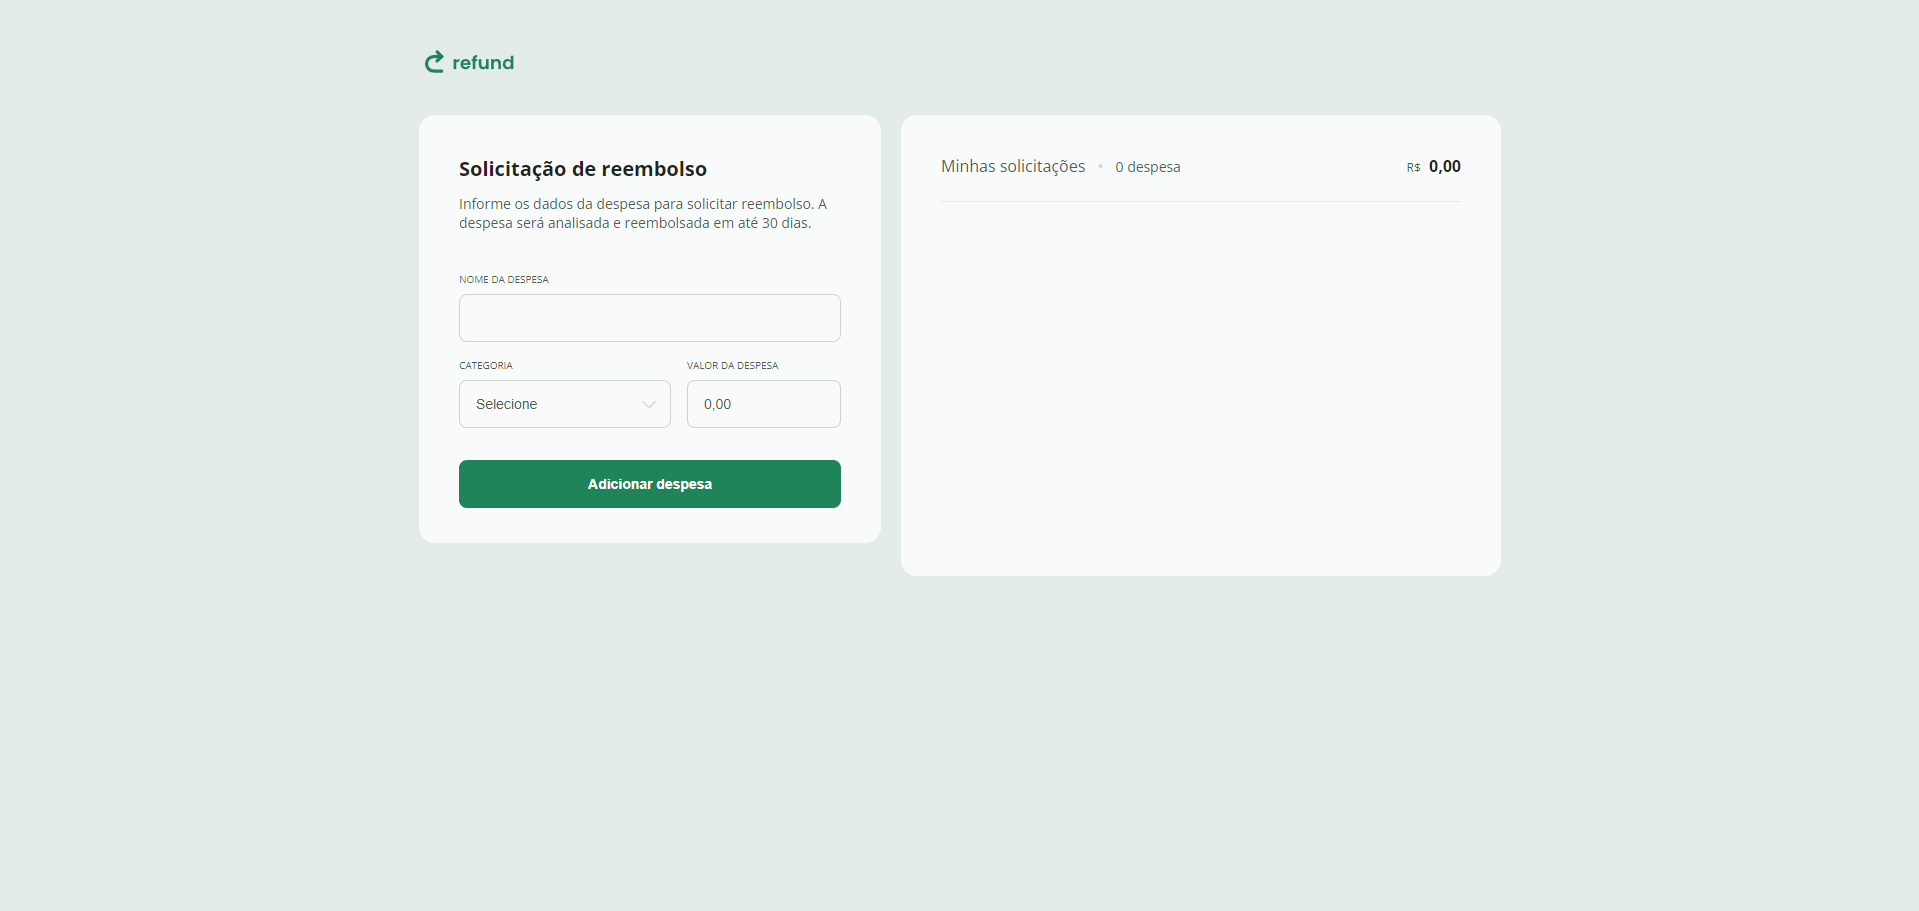 refund
Solicitação de reembolso
Informe os dados da despesa para solicitar reembolso. A
despesa será analisada e reembolsada em até 30 dias.
NOME DA DESPESA
CATEGORIA
VALOR DA DESPESA
Selecione
0,00
Adicionar despesa
Minhas solicitações • 0 despesa
R$ 0,00